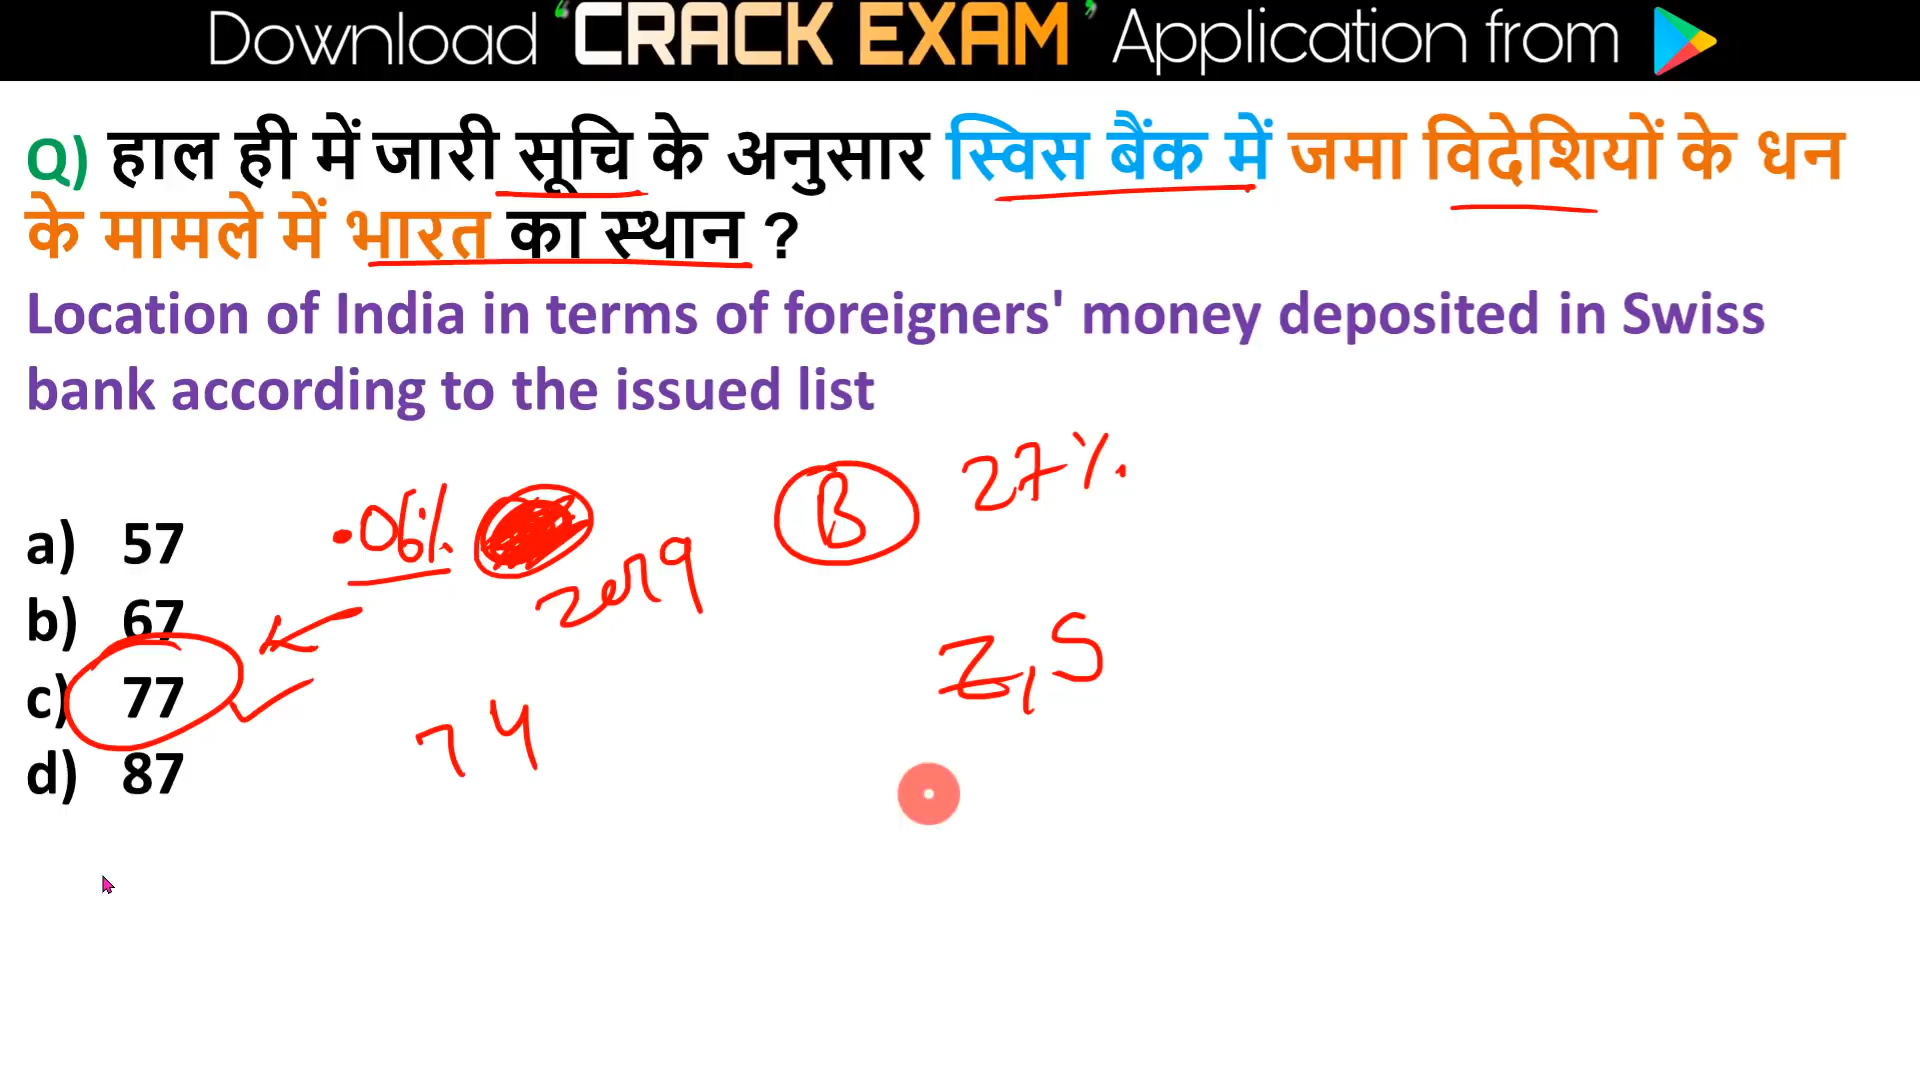 Download ‘CRACK EXAM’ Application from
Q) हाल ही में जारी सूचि के अनुसार स्विस बैंक में जमा विदेशियों के धन
के मामले में भारत का स्थान ?
Location of India in terms of foreigners' money deposited in Swiss
bank according to the issued list
27%
B
.06%
a) 57
b) 67
c) 77
d) 87
74
Z, S